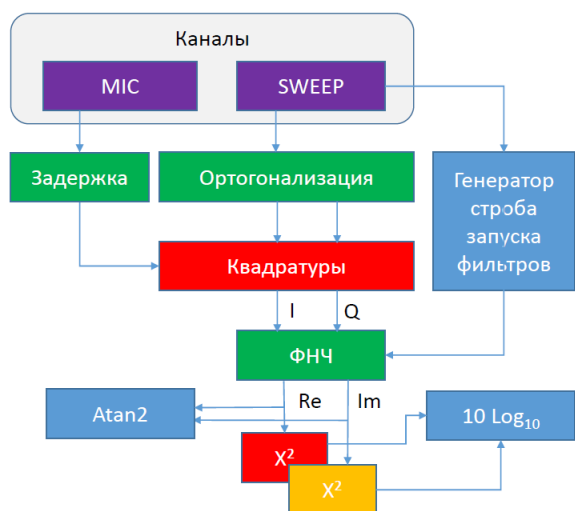 Каналы
MIC
SWEEP
Задержка
Ортогонализация
Генератор
строба
запуска
фильтров
Квадратуры
I
Q
ФНЧ
Re
Im
Atan2
10 Log₁₀
X²
X²